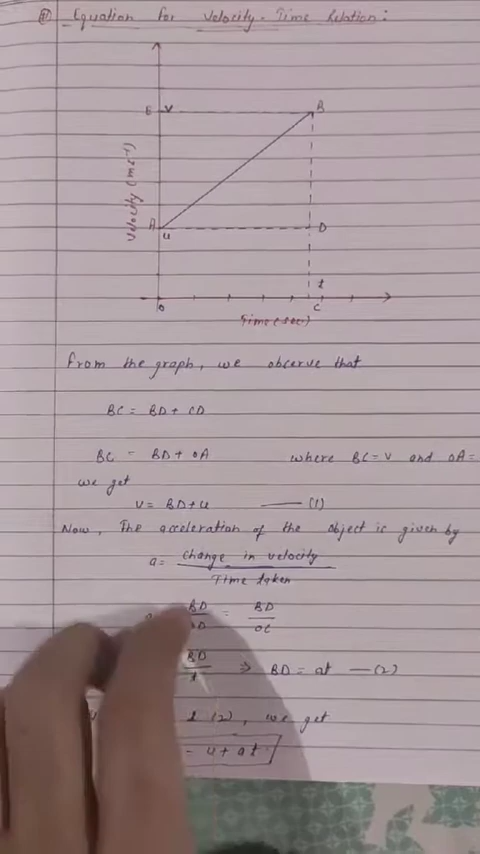 Equation for Velocity-Time Relation:
E V
B
Velocity (ms⁻¹)
A
u
D
t
O
C
Time (sec)
From the graph, we observe that
BC = BD + CD
BC = BD + OA where BC = V and OA =
we get
V = BD + u —— (1)
Now, The acceleration of the object is given by
a = Change in velocity
Time taken
BD = BD
OC
BD ⇒ BD = at — (2)
t
(2), we get
- u + at